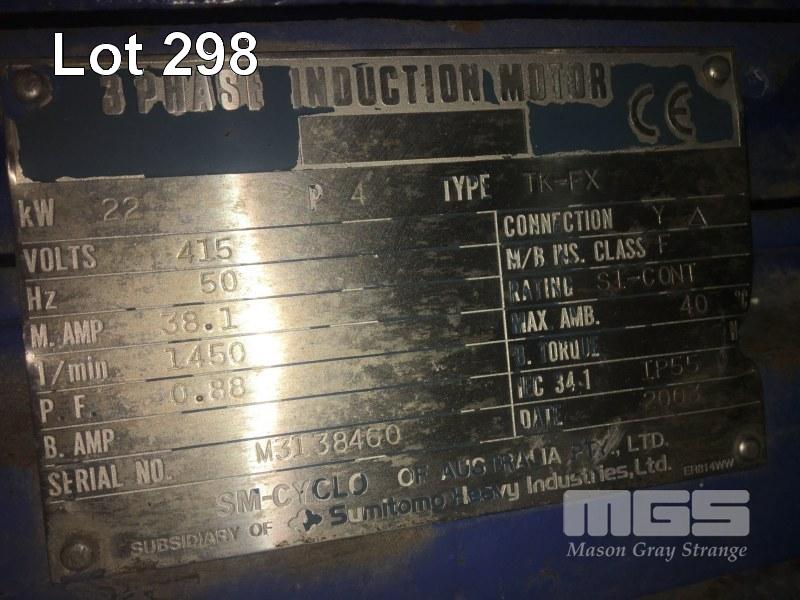 Lot 298
3 PHASE INDUCTION MOTOR
CE
kW 22 P 4 TYPE TK-FX
VOLTS 415 CONNECTION Y △
Hz 50 M/B INS. CLASS F
M. AMP 38.1 RATING S1-CONT
1/min 1450 MAX AMB. 40 °C
P. F. 0.88 TORQUE N
B. AMP IEC 34.1 IP55
SERIAL NO. M3138460 DATE
SM-CYCLO OF AUSTRALIA PTY., LTD.
SUBSIDIARY OF Sumitomo Heavy Industries, Ltd.
MGS
Mason Gray Strange